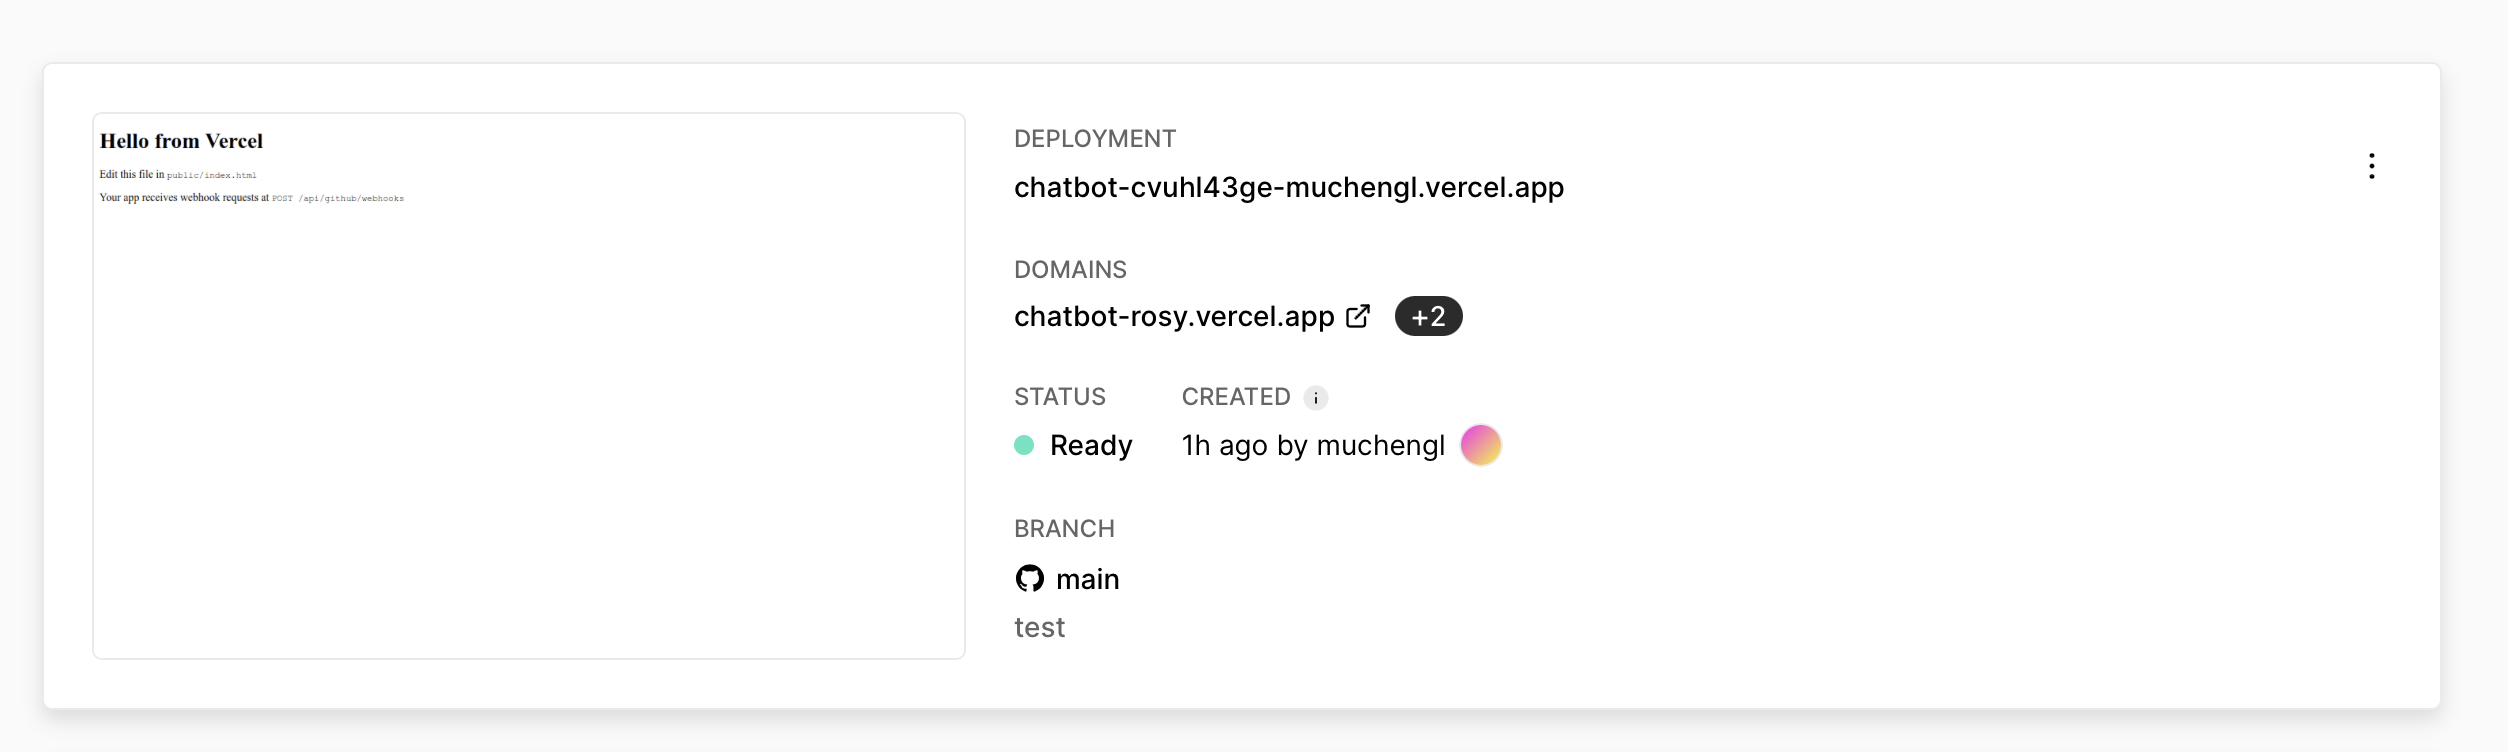 Hello from Vercel
Edit this file in public/index.html
Your app receives webhook requests at POST /api/github/webhooks
DEPLOYMENT
chatbot-cvuhl43ge-muchengl.vercel.app
DOMAINS
chatbot-rosy.vercel.app +2
STATUS CREATED i
Ready 1h ago by muchengl
BRANCH
main
test